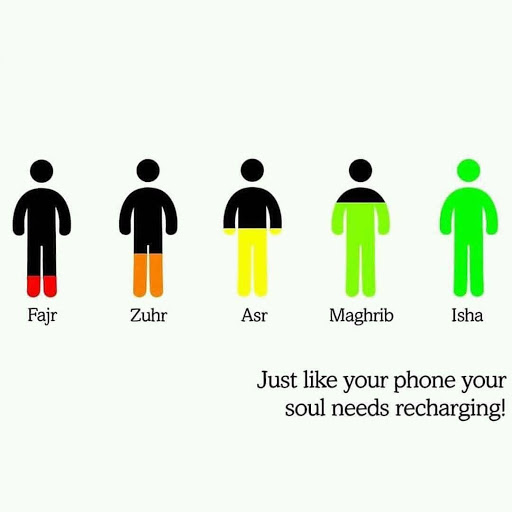 Fajr Zuhr Asr Maghrib Isha
Just like your phone your
soul needs recharging!